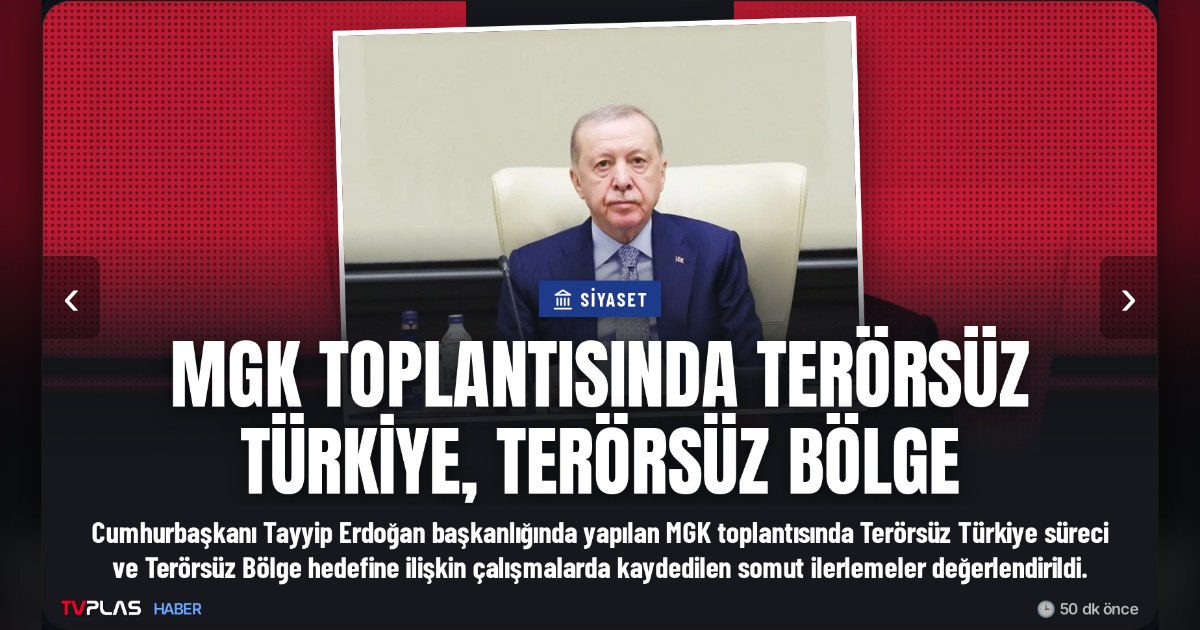 SİYASET
MGK TOPLANTISINDA TERÖRSÜZ
TÜRKİYE, TERÖRSÜZ BÖLGE
Cumhurbaşkanı Tayyip Erdoğan başkanlığında yapılan MGK toplantısında Terörsüz Türkiye süreci
ve Terörsüz Bölge hedefine ilişkin çalışmalarda kaydedilen somut ilerlemeler değerlendirildi.
TVPLAS HABER
50 dk önce